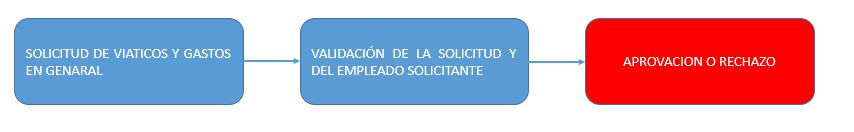 SOLICITUD DE VIATICOS Y GASTOS
EN GENARAL
VALIDACIÓN DE LA SOLICITUD Y
DEL EMPLEADO SOLICITANTE
APROVACION O RECHAZO